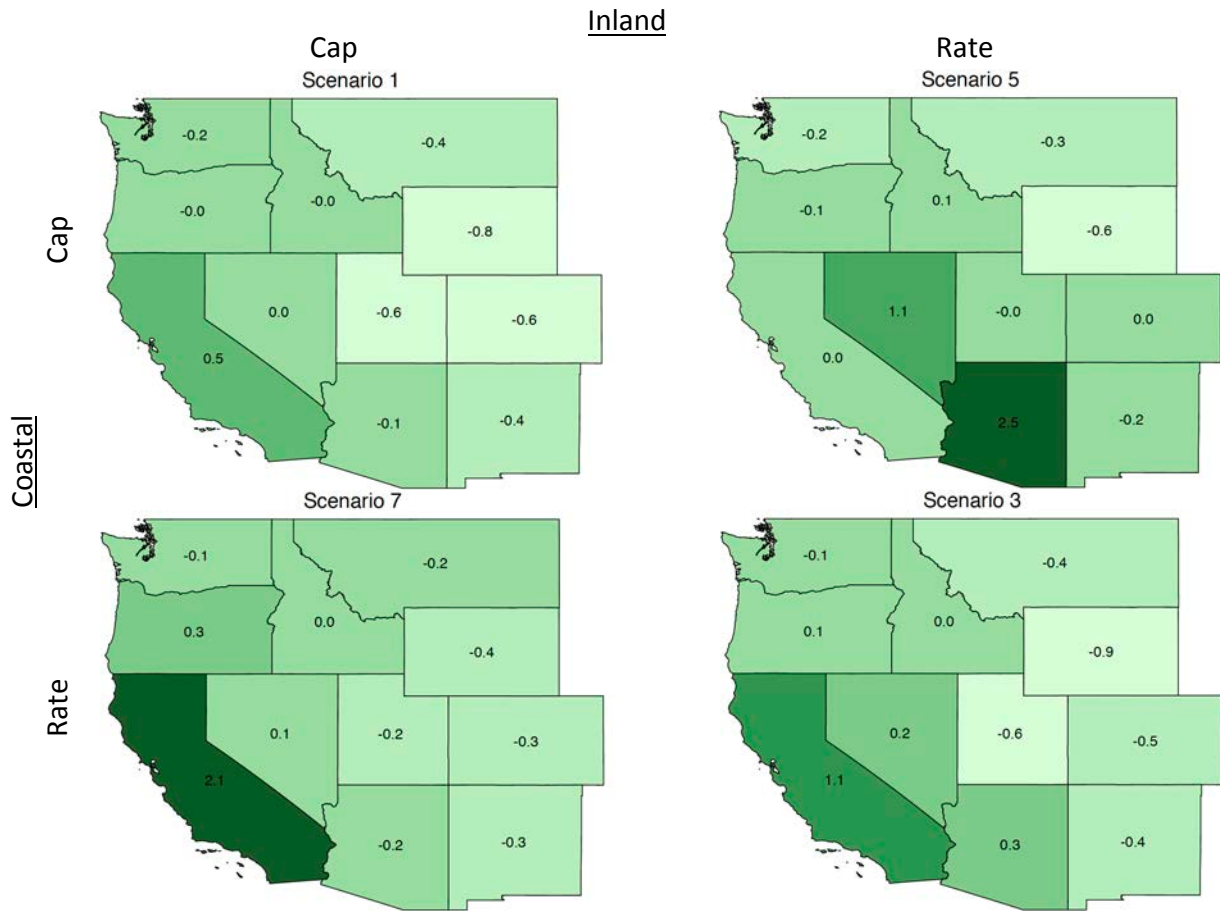 Inland
Cap Rate
Scenario 1 Scenario 5
-0.2 -0.4 -0.2 -0.3
-0.0 -0.0 -0.1 0.1
-0.8 -0.6
Cap
0.0 -0.6 -0.6 1.1 -0.0 0.0
0.5 0.0
-0.1 -0.4 2.5 -0.2
Coastal
Scenario 7 Scenario 3
-0.1 -0.2 -0.1 -0.4
0.3 0.0 0.1 0.0
-0.4 -0.9
Rate
0.1 -0.2 -0.3 0.2 -0.6 -0.5
2.1 1.1
-0.2 -0.3 0.3 -0.4